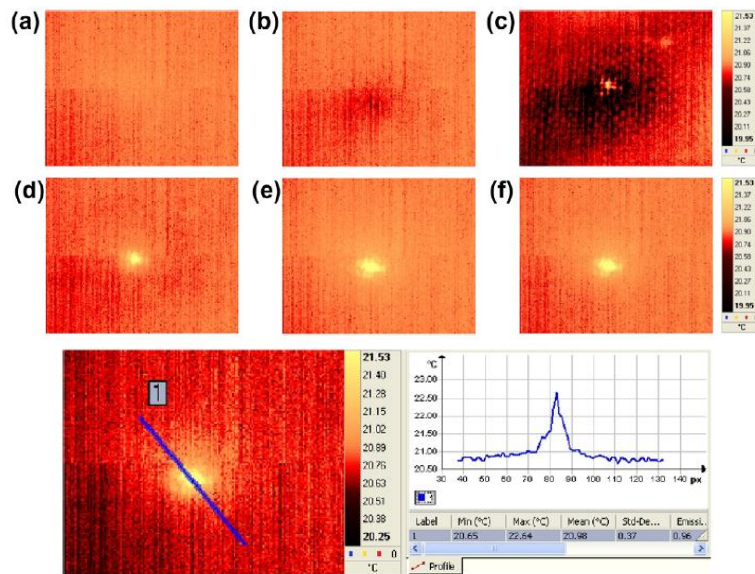 (a)
(b)
(c)
21.53
21.37
21.22
21.06
20.90
20.74
20.58
20.43
20.27
20.11
19.95
°C
(d)
(e)
(f)
21.53
21.37
21.22
21.06
20.90
20.74
20.58
20.43
20.27
20.11
19.95
°C
1
21.53
21.40
21.28
21.15
21.02
20.89
20.76
20.63
20.51
20.38
20.25
0
°C
°C
23.00
22.50
22.00
21.50
21.00
20.50
30 40 50 60 70 80 90 100 110 120 130 140
px
Label Min (°C) Max (°C) Mean (°C) Std-De... Emissi..
1 20.65 22.64 20.98 0.37 0.96
Profile